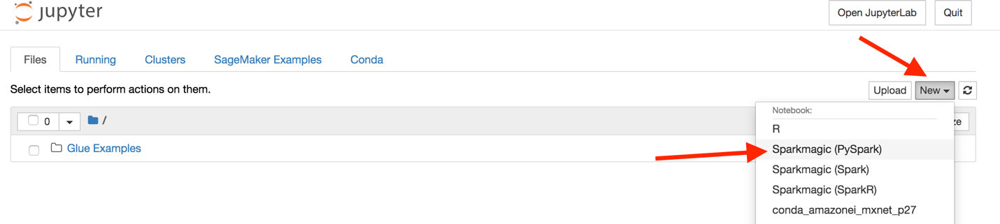 jupyter
Open JupyterLab
Quit
Files
Running
Clusters
SageMaker Examples
Conda
Select items to perform actions on them.
Upload
New
0
/
Notebook:
ze
R
Glue Examples
Sparkmagic (PySpark)
Sparkmagic (Spark)
Sparkmagic (SparkR)
conda_amazonei_mxnet_p27